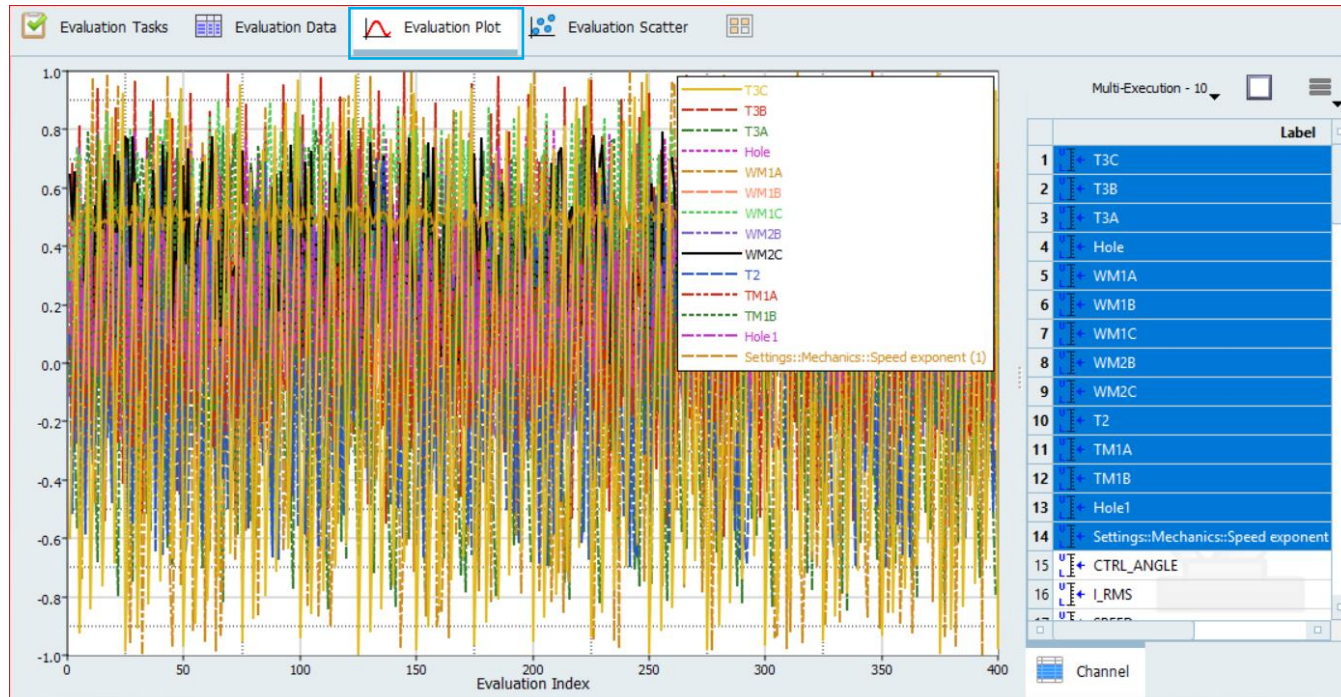 Evaluation Tasks
Evaluation Data
Evaluation Plot
Evaluation Scatter
1.0
0.8
0.6
0.4
0.2
0.0
-0.2
-0.4
-0.6
-0.8
-1.0
0
50
100
150
200
250
300
350
400
Evaluation Index
T3C
T3B
T3A
Hole
WM1A
WM1B
WM1C
WM2B
WM2C
T2
TM1A
TM1B
Hole1
Settings::Mechanics::Speed exponent (1)
Multi-Execution - 10
Label
1 T3C
2 T3B
3 T3A
4 Hole
5 WM1A
6 WM1B
7 WM1C
8 WM2B
9 WM2C
10 T2
11 TM1A
12 TM1B
13 Hole1
14 Settings::Mechanics::Speed exponent
15 CTRL_ANGLE
16 I_RMS
Channel